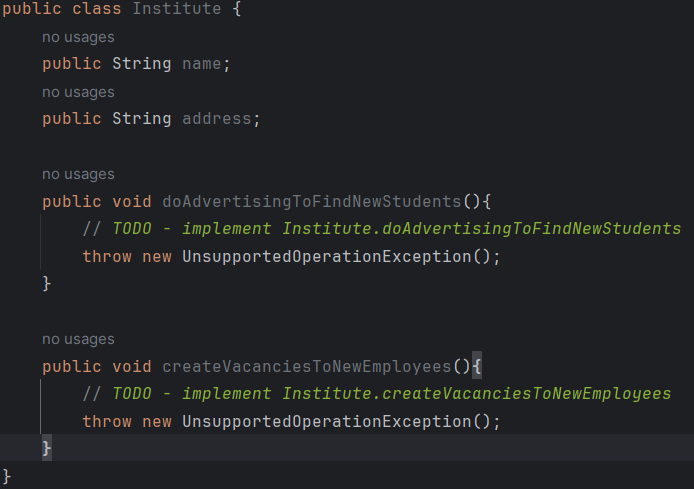 public class Institute {
no usages
public String name;
no usages
public String address;
no usages
public void doAdvertisingToFindNewStudents(){
// TODO - implement Institute.doAdvertisingToFindNewStudents
throw new UnsupportedOperationException();
}
no usages
public void createVacanciesToNewEmployees(){
// TODO - implement Institute.createVacanciesToNewEmployees
throw new UnsupportedOperationException();
}
}